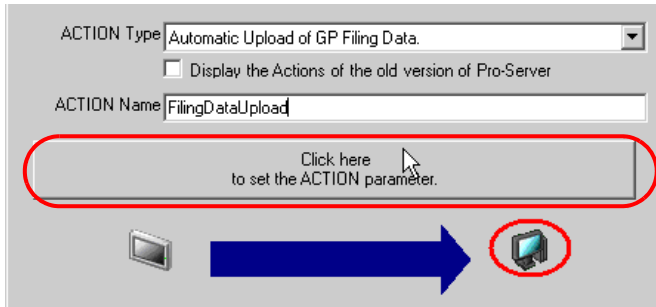 ACTION Type Automatic Upload of GP Filing Data.
Display the Actions of the old version of Pro-Server
ACTION Name FilingDataUpload
Click here
to set the ACTION parameter.